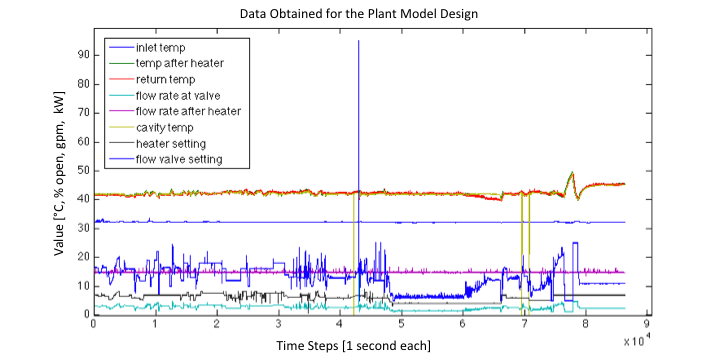 Data Obtained for the Plant Model Design
Value [°C, % open, gpm, kW]
90
80
70
60
50
40
30
20
10
0
inlet temp
temp after heater
return temp
flow rate at valve
flow rate after heater
cavity temp
heater setting
flow valve setting
0 1 2 3 4 5 6 7 8 9
x 10^4
Time Steps [1 second each]